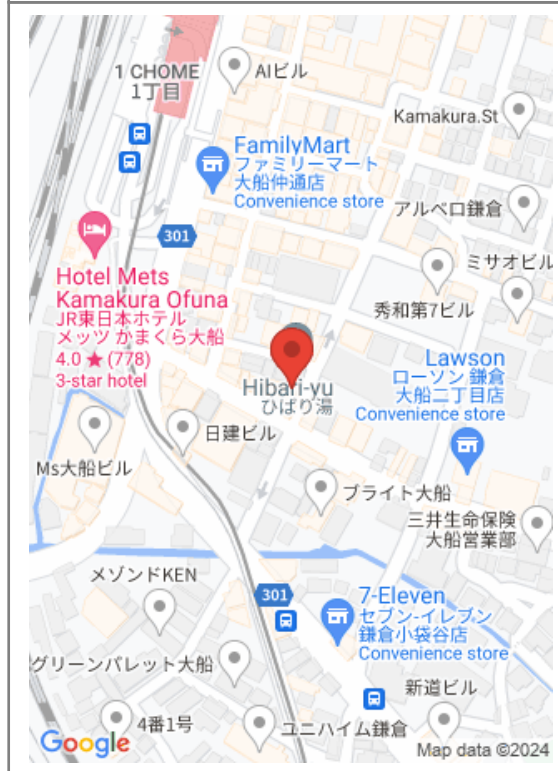 1 CHOME
1丁目
AIビル
Kamakura.St
FamilyMart
ファミリーマート
大船仲通店
Convenience store
アルベロ鎌倉
301
ミサオビル
Hotel Mets
Kamakura Ofuna
JR東日本ホテル
メッツ かまくら大船
4.0 ★ (778)
3-star hotel
秀和第7ビル
Lawson
ローソン 鎌倉
大船二丁目店
Convenience store
Hibari-yu
ひばり湯
日建ビル
Ms大船ビル
ブライト大船
三井生命保険
大船営業部
メゾンドKEN
301
7-Eleven
セブン-イレブン
鎌倉小袋谷店
Convenience store
グリーンパレット大船
新道ビル
4番1号
ユニハイム鎌倉
Google
Map data ©2024